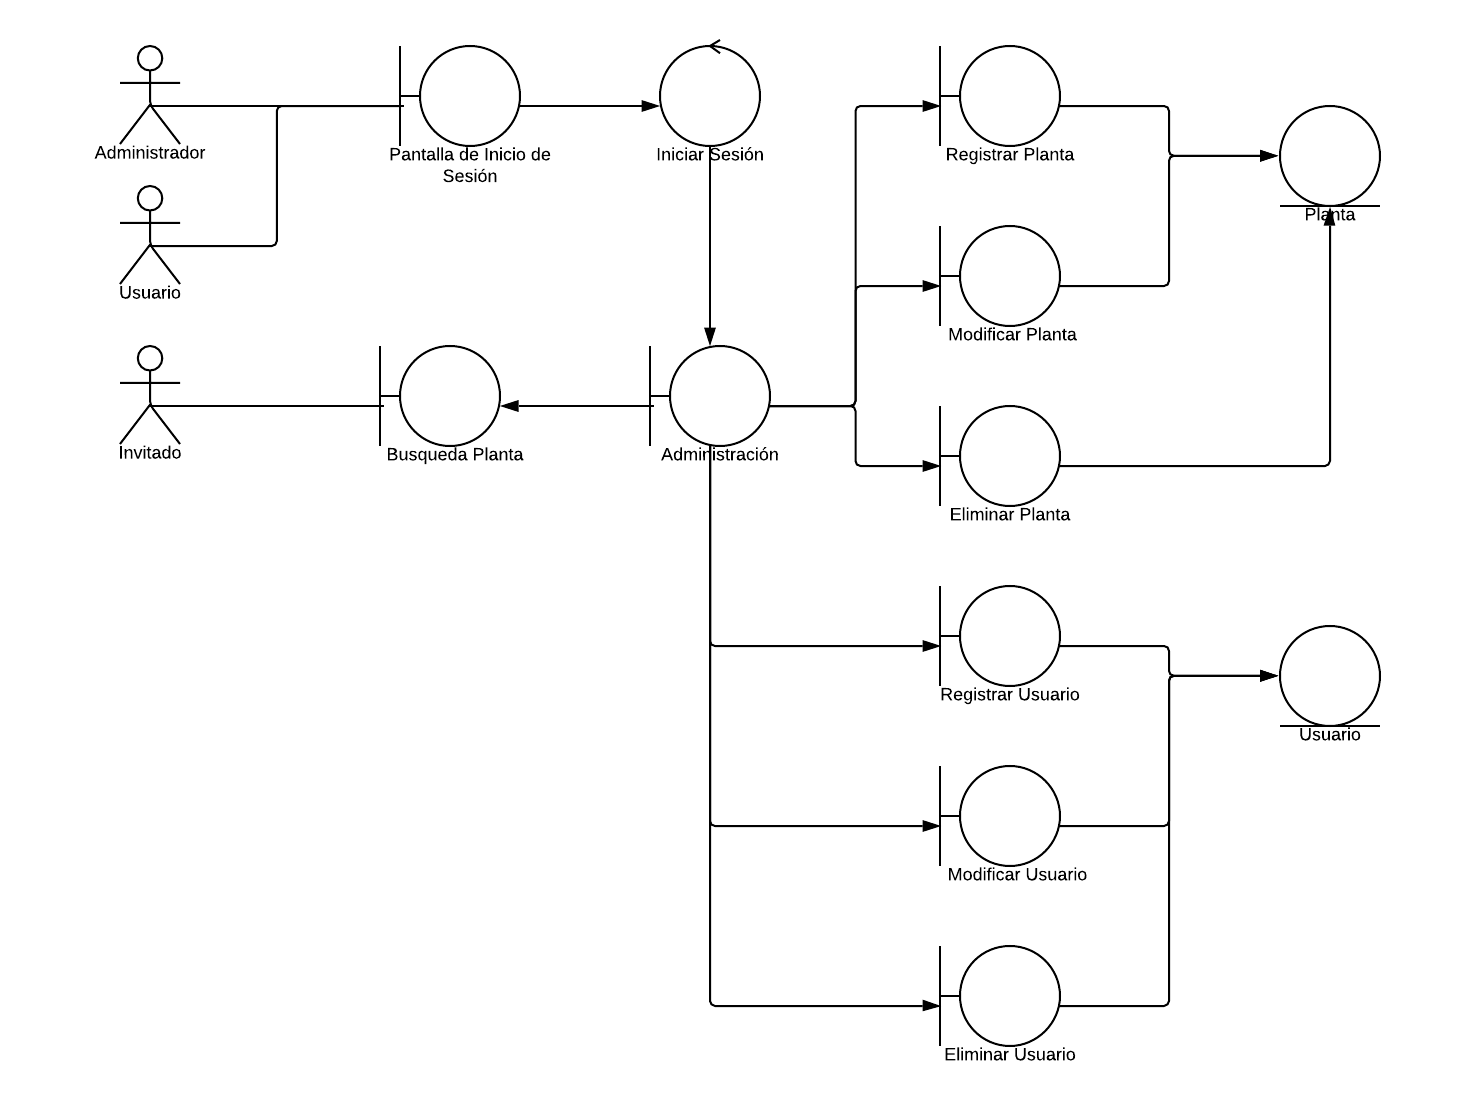 Administrador
Pantalla de Inicio de
Sesión
Iniciar Sesión
Registrar Planta
Planta
Usuario
Modificar Planta
Invitado
Busqueda Planta
Administración
Eliminar Planta
Registrar Usuario
Usuario
Modificar Usuario
Eliminar Usuario